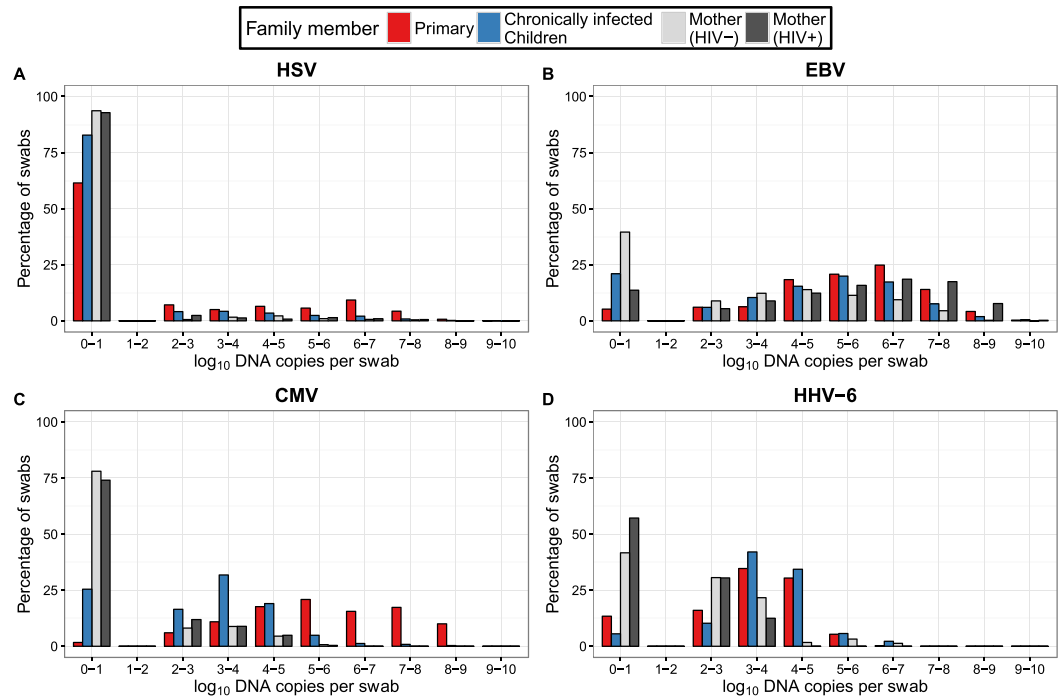 Family member Primary Chronically infected Children Mother (HIV−) Mother (HIV+)
A HSV
Percentage of swabs
100
75
50
25
0
0−1 1−2 2−3 3−4 4−5 5−6 6−7 7−8 8−9 9−10
log10 DNA copies per swab
B EBV
Percentage of swabs
100
75
50
25
0
0−1 1−2 2−3 3−4 4−5 5−6 6−7 7−8 8−9 9−10
log10 DNA copies per swab
C CMV
Percentage of swabs
100
75
50
25
0
0−1 1−2 2−3 3−4 4−5 5−6 6−7 7−8 8−9 9−10
log10 DNA copies per swab
D HHV−6
Percentage of swabs
100
75
50
25
0
0−1 1−2 2−3 3−4 4−5 5−6 6−7 7−8 8−9 9−10
log10 DNA copies per swab